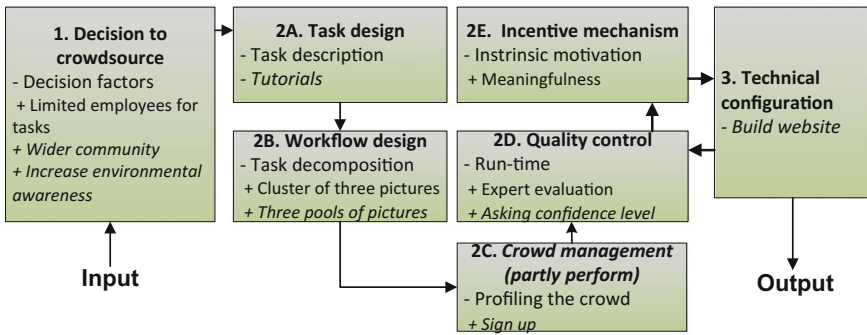 1. Decision to
crowdsource
- Decision factors
+ Limited employees for
tasks
+ Wider community
+ Increase environmental
awareness
Input
2A. Task design
- Task description
- Tutorials
2B. Workflow design
- Task decomposition
+ Cluster of three pictures
+ Three pools of pictures
2C. Crowd management
(partly perform)
- Profiling the crowd
+ Sign up
2D. Quality control
- Run-time
+ Expert evaluation
+ Asking confidence level
2E. Incentive mechanism
- Instrinsic motivation
+ Meaningfulness
3. Technical
configuration
- Build website
Output